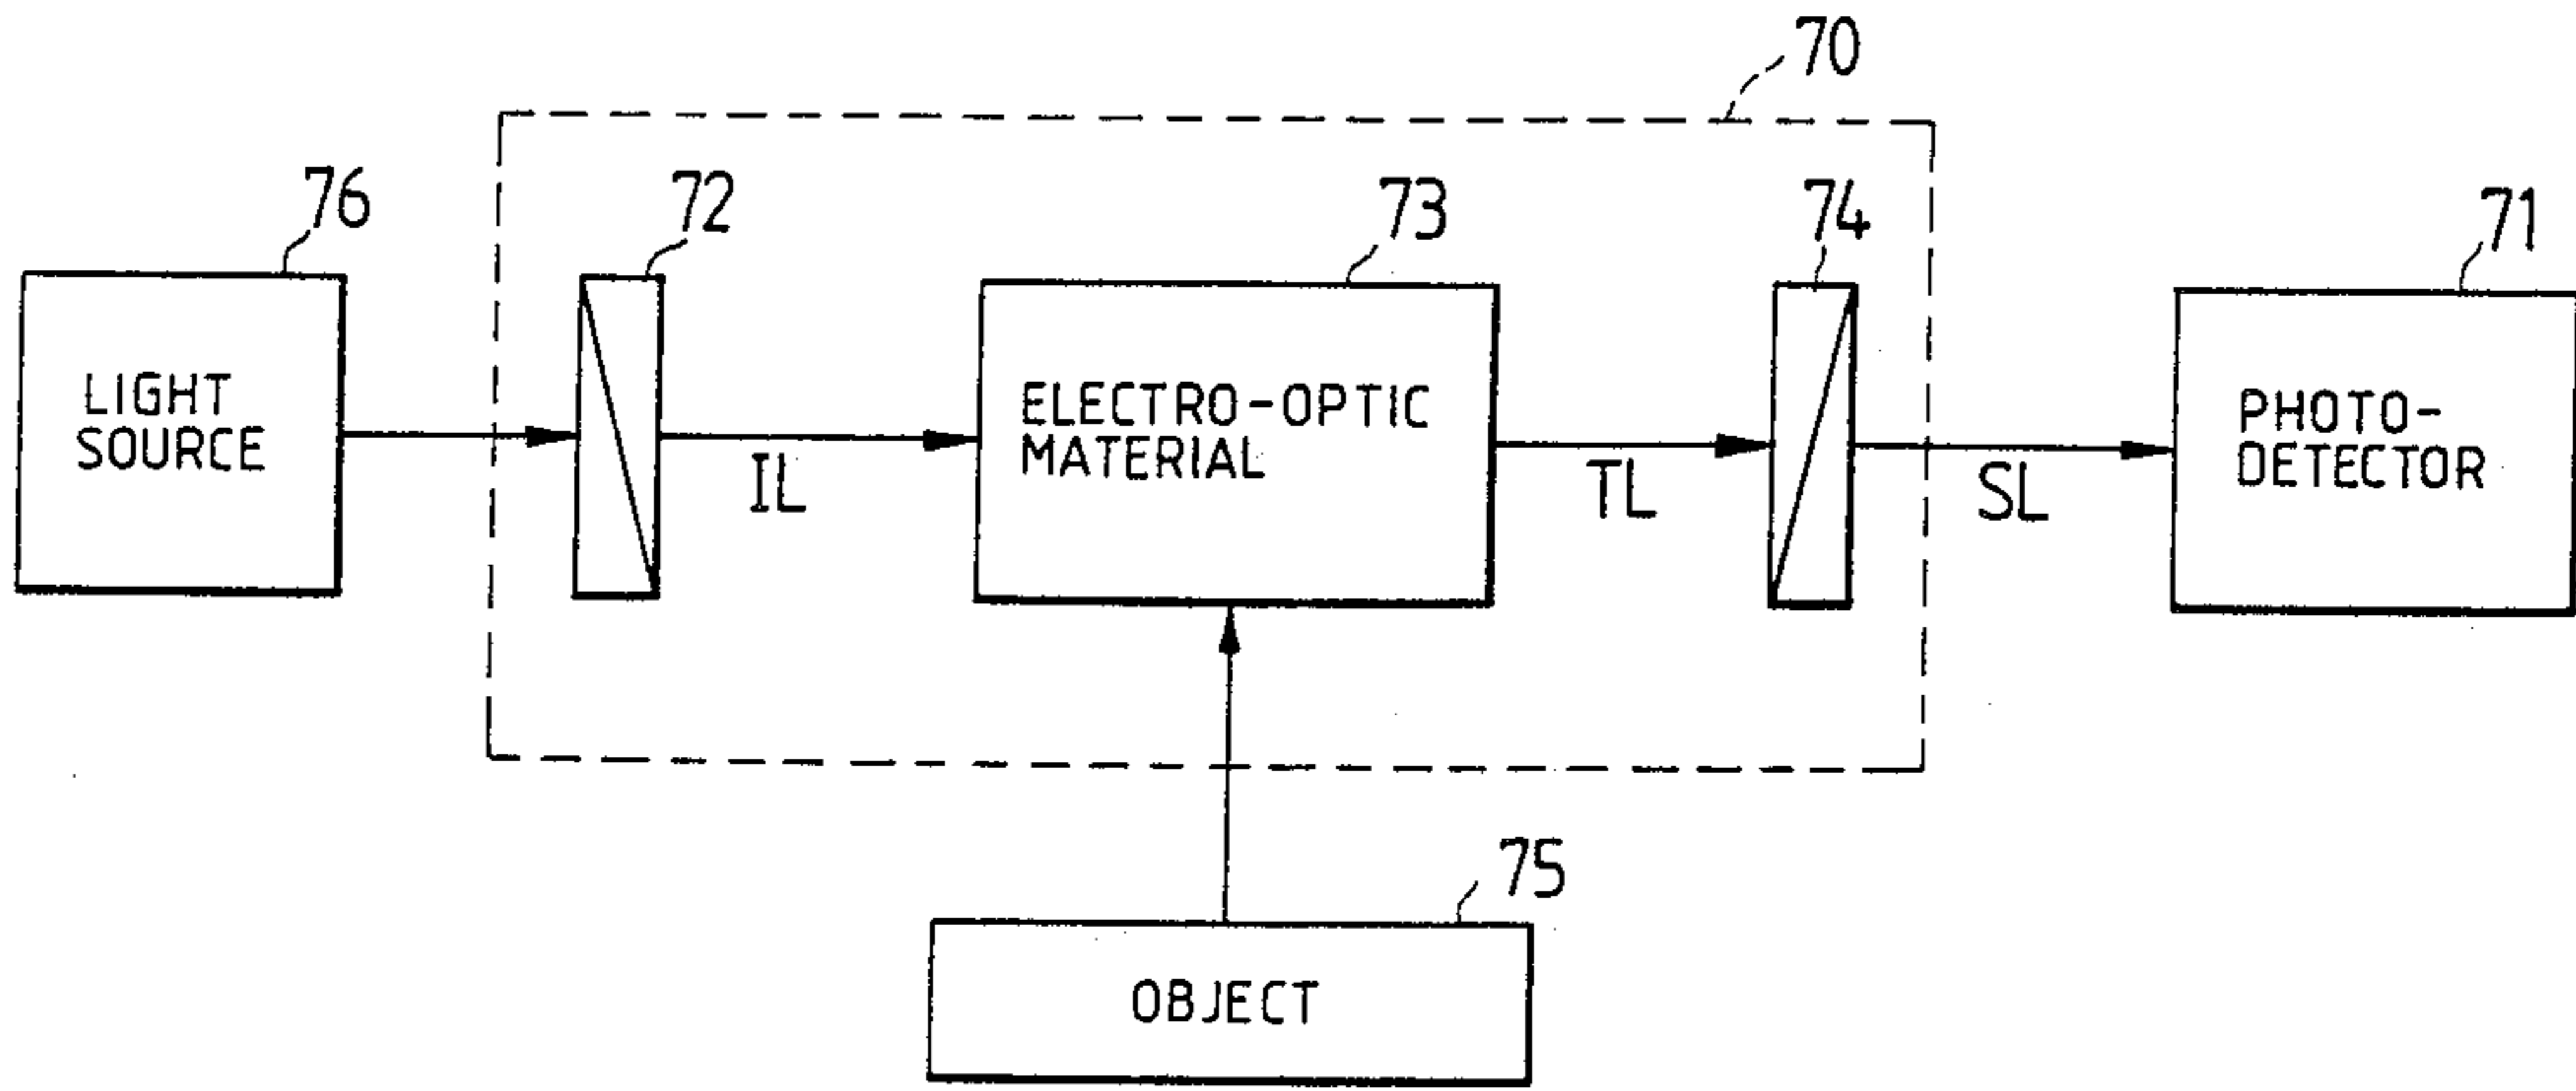 70
76
72
73
74
71
LIGHT
SOURCE
IL
ELECTRO-OPTIC
MATERIAL
TL
SL
PHOTO-
DETECTOR
75
OBJECT